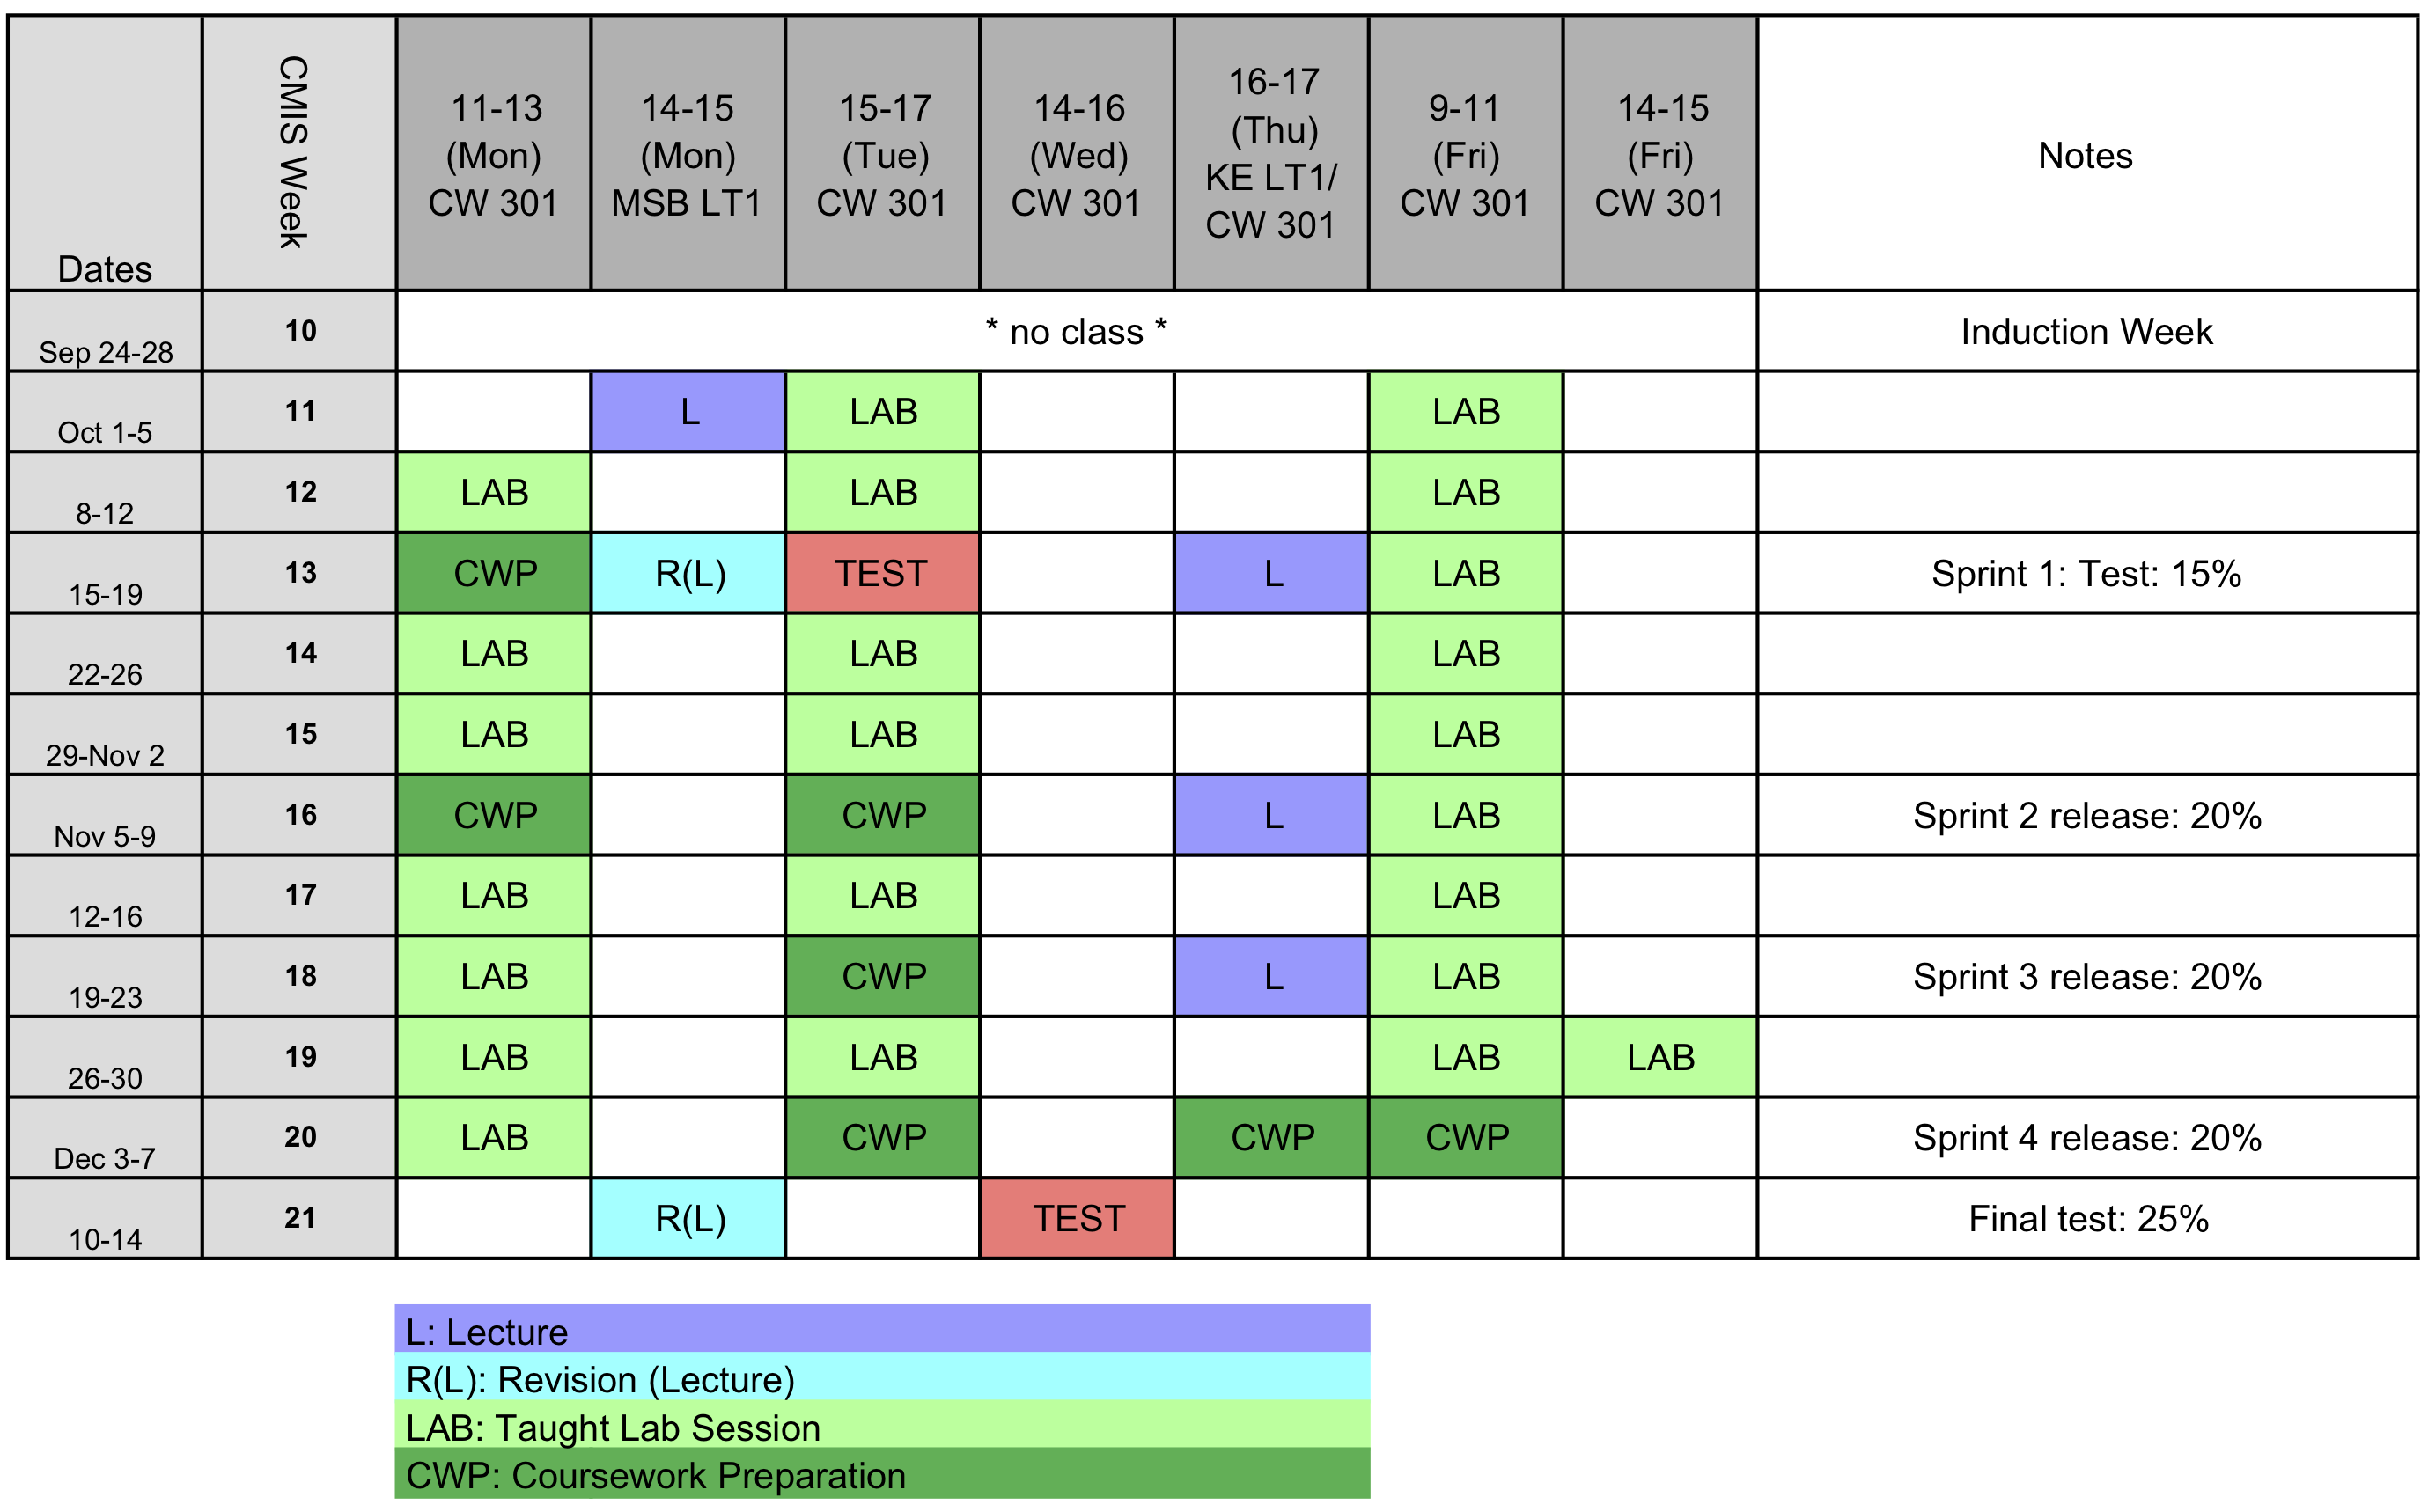 Dates
CMIS Week
11-13
(Mon)
CW 301
14-15
(Mon)
MSB LT1
15-17
(Tue)
CW 301
14-16
(Wed)
CW 301
16-17
(Thu)
KE LT1/
CW 301
9-11
(Fri)
CW 301
14-15
(Fri)
CW 301
Notes
Sep 24-28 10 * no class * Induction Week
Oct 1-5 11 L LAB LAB
8-12 12 LAB LAB LAB
15-19 13 CWP R(L) TEST L LAB Sprint 1: Test: 15%
22-26 14 LAB LAB LAB
29-Nov 2 15 LAB LAB LAB
Nov 5-9 16 CWP CWP L LAB Sprint 2 release: 20%
12-16 17 LAB LAB LAB
19-23 18 LAB CWP L LAB Sprint 3 release: 20%
26-30 19 LAB LAB LAB LAB
Dec 3-7 20 LAB CWP CWP CWP Sprint 4 release: 20%
10-14 21 R(L) TEST Final test: 25%
L: Lecture
R(L): Revision (Lecture)
LAB: Taught Lab Session
CWP: Coursework Preparation